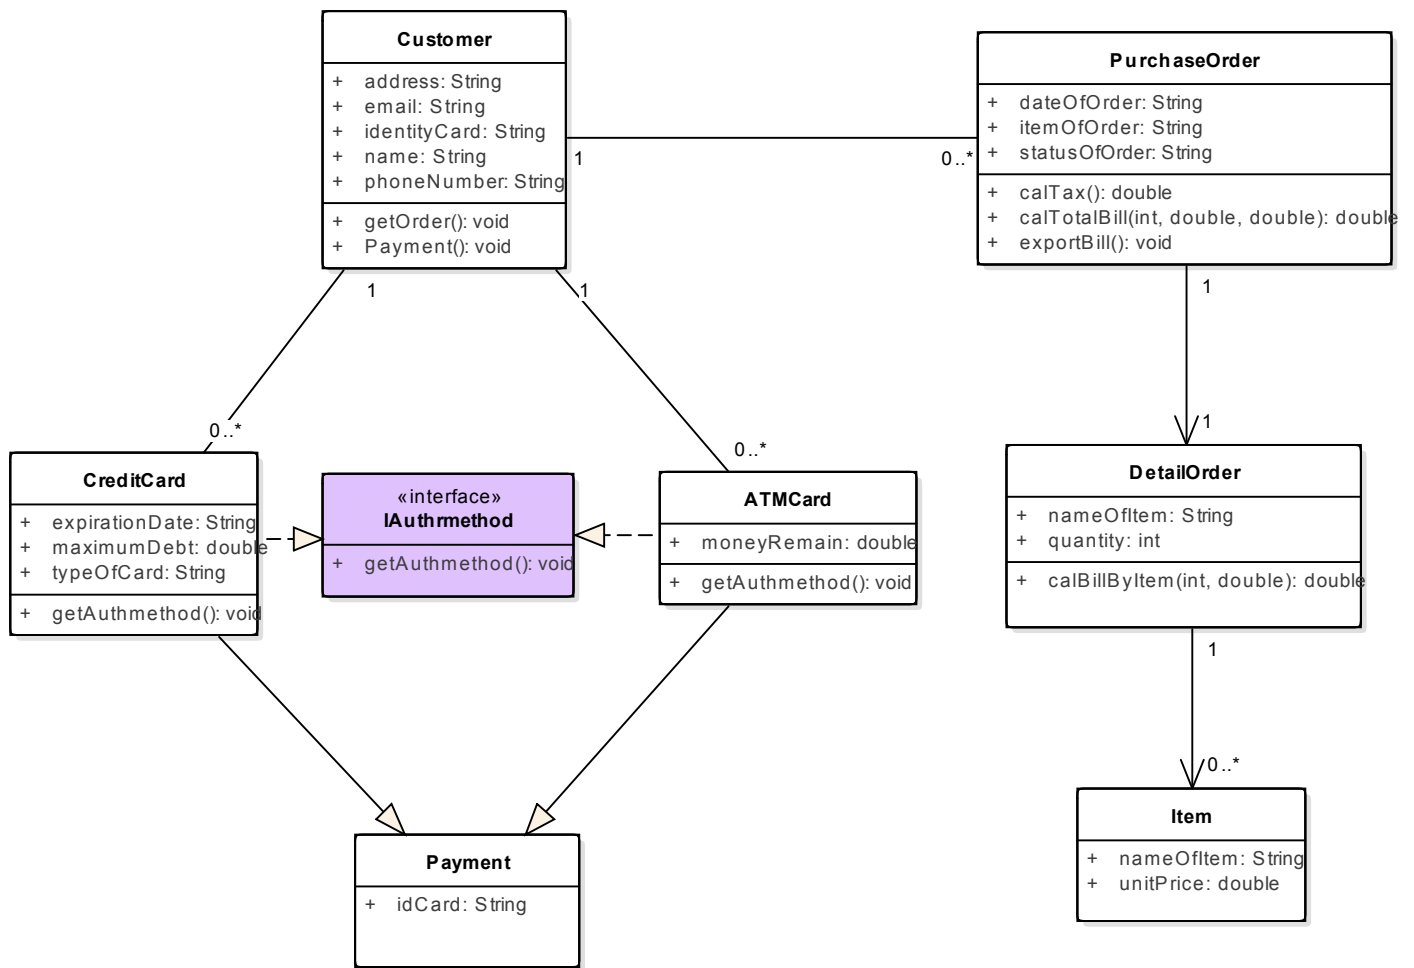 Customer
+ address: String
+ email: String
+ identityCard: String
+ name: String
+ phoneNumber: String
+ getOrder(): void
+ Payment(): void
PurchaseOrder
+ dateOfOrder: String
+ itemOfOrder: String
+ statusOfOrder: String
+ calTax(): double
+ calTotalBill(int, double, double): double
+ exportBill(): void
1
0..*
1
1
1
0..*
0..*
1
CreditCard
+ expirationDate: String
+ maximumDebt: double
+ typeOfCard: String
+ getAuthmethod(): void
«interface»
IAuthrmethod
+ getAuthmethod(): void
ATMCard
+ moneyRemain: double
+ getAuthmethod(): void
DetailOrder
+ nameOfItem: String
+ quantity: int
+ calBillByItem(int, double): double
1
0..*
Payment
+ idCard: String
Item
+ nameOfItem: String
+ unitPrice: double